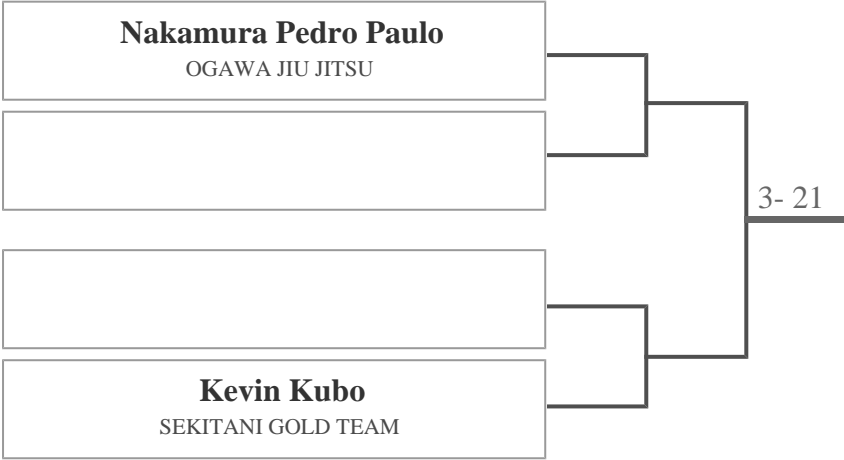 Nakamura Pedro Paulo
OGAWA JIU JITSU
3- 21
Kevin Kubo
SEKITANI GOLD TEAM